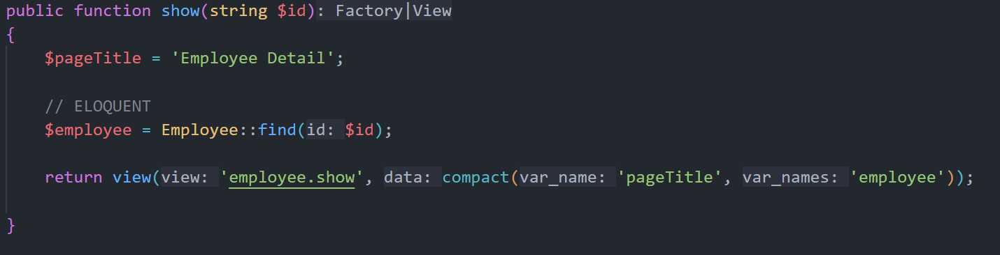 public function show(string $id): Factory|View
{
    $pageTitle = 'Employee Detail';
    // ELOQUENT
    $employee = Employee::find(id: $id);
    return view(view: 'employee.show', data: compact(var_name: 'pageTitle', var_names: 'employee'));
}